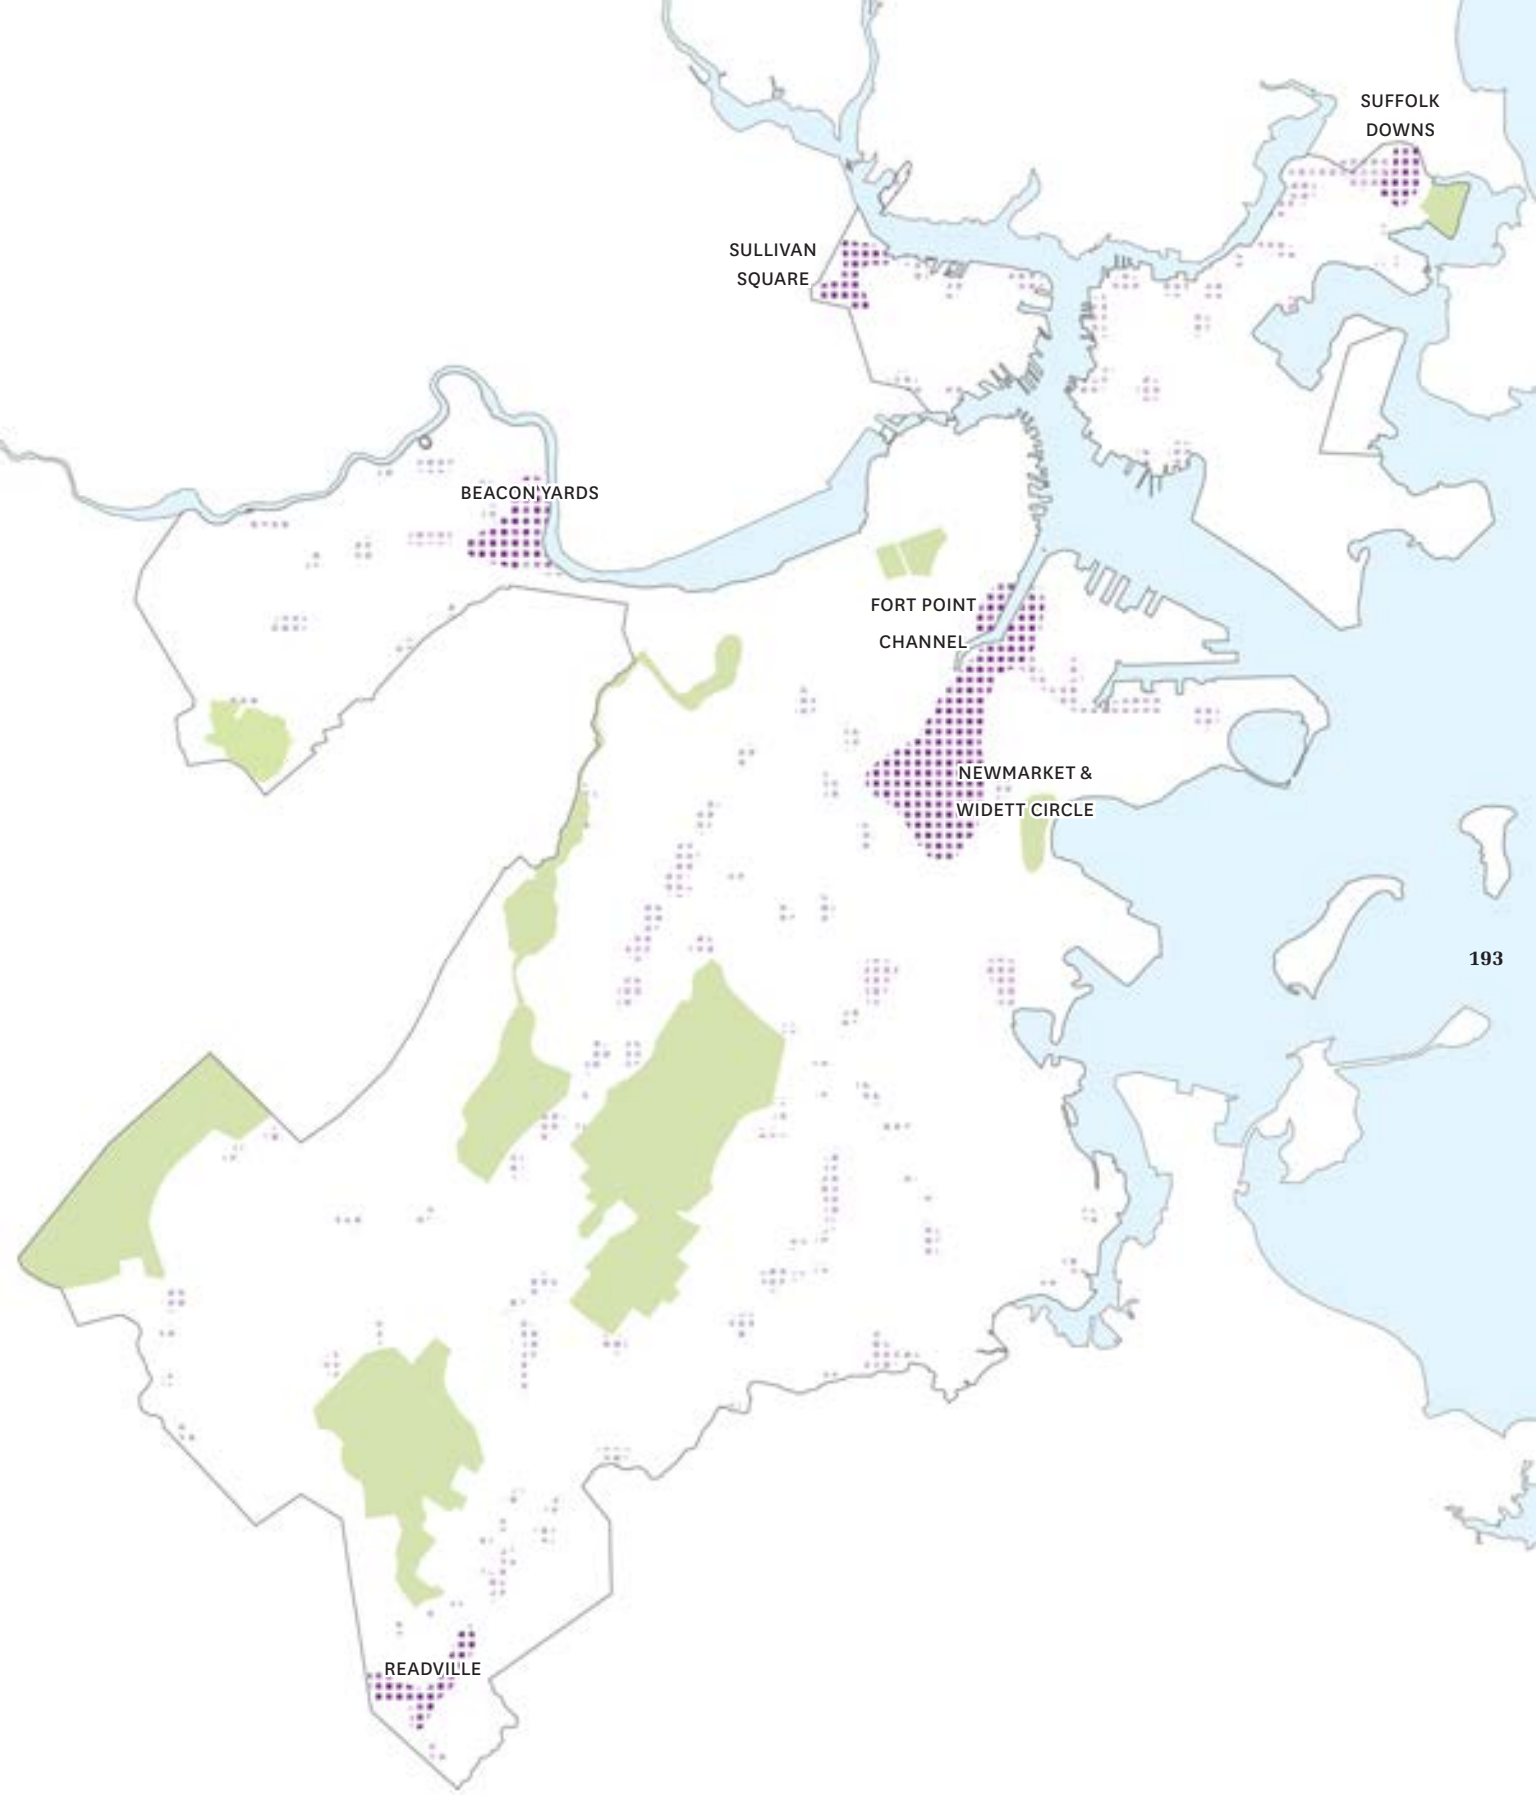 SUFFOLK
DOWNS
SULLIVAN
SQUARE
BEACON YARDS
FORT POINT
CHANNEL
NEWMARKET &
WIDETT CIRCLE
193
READVILLE